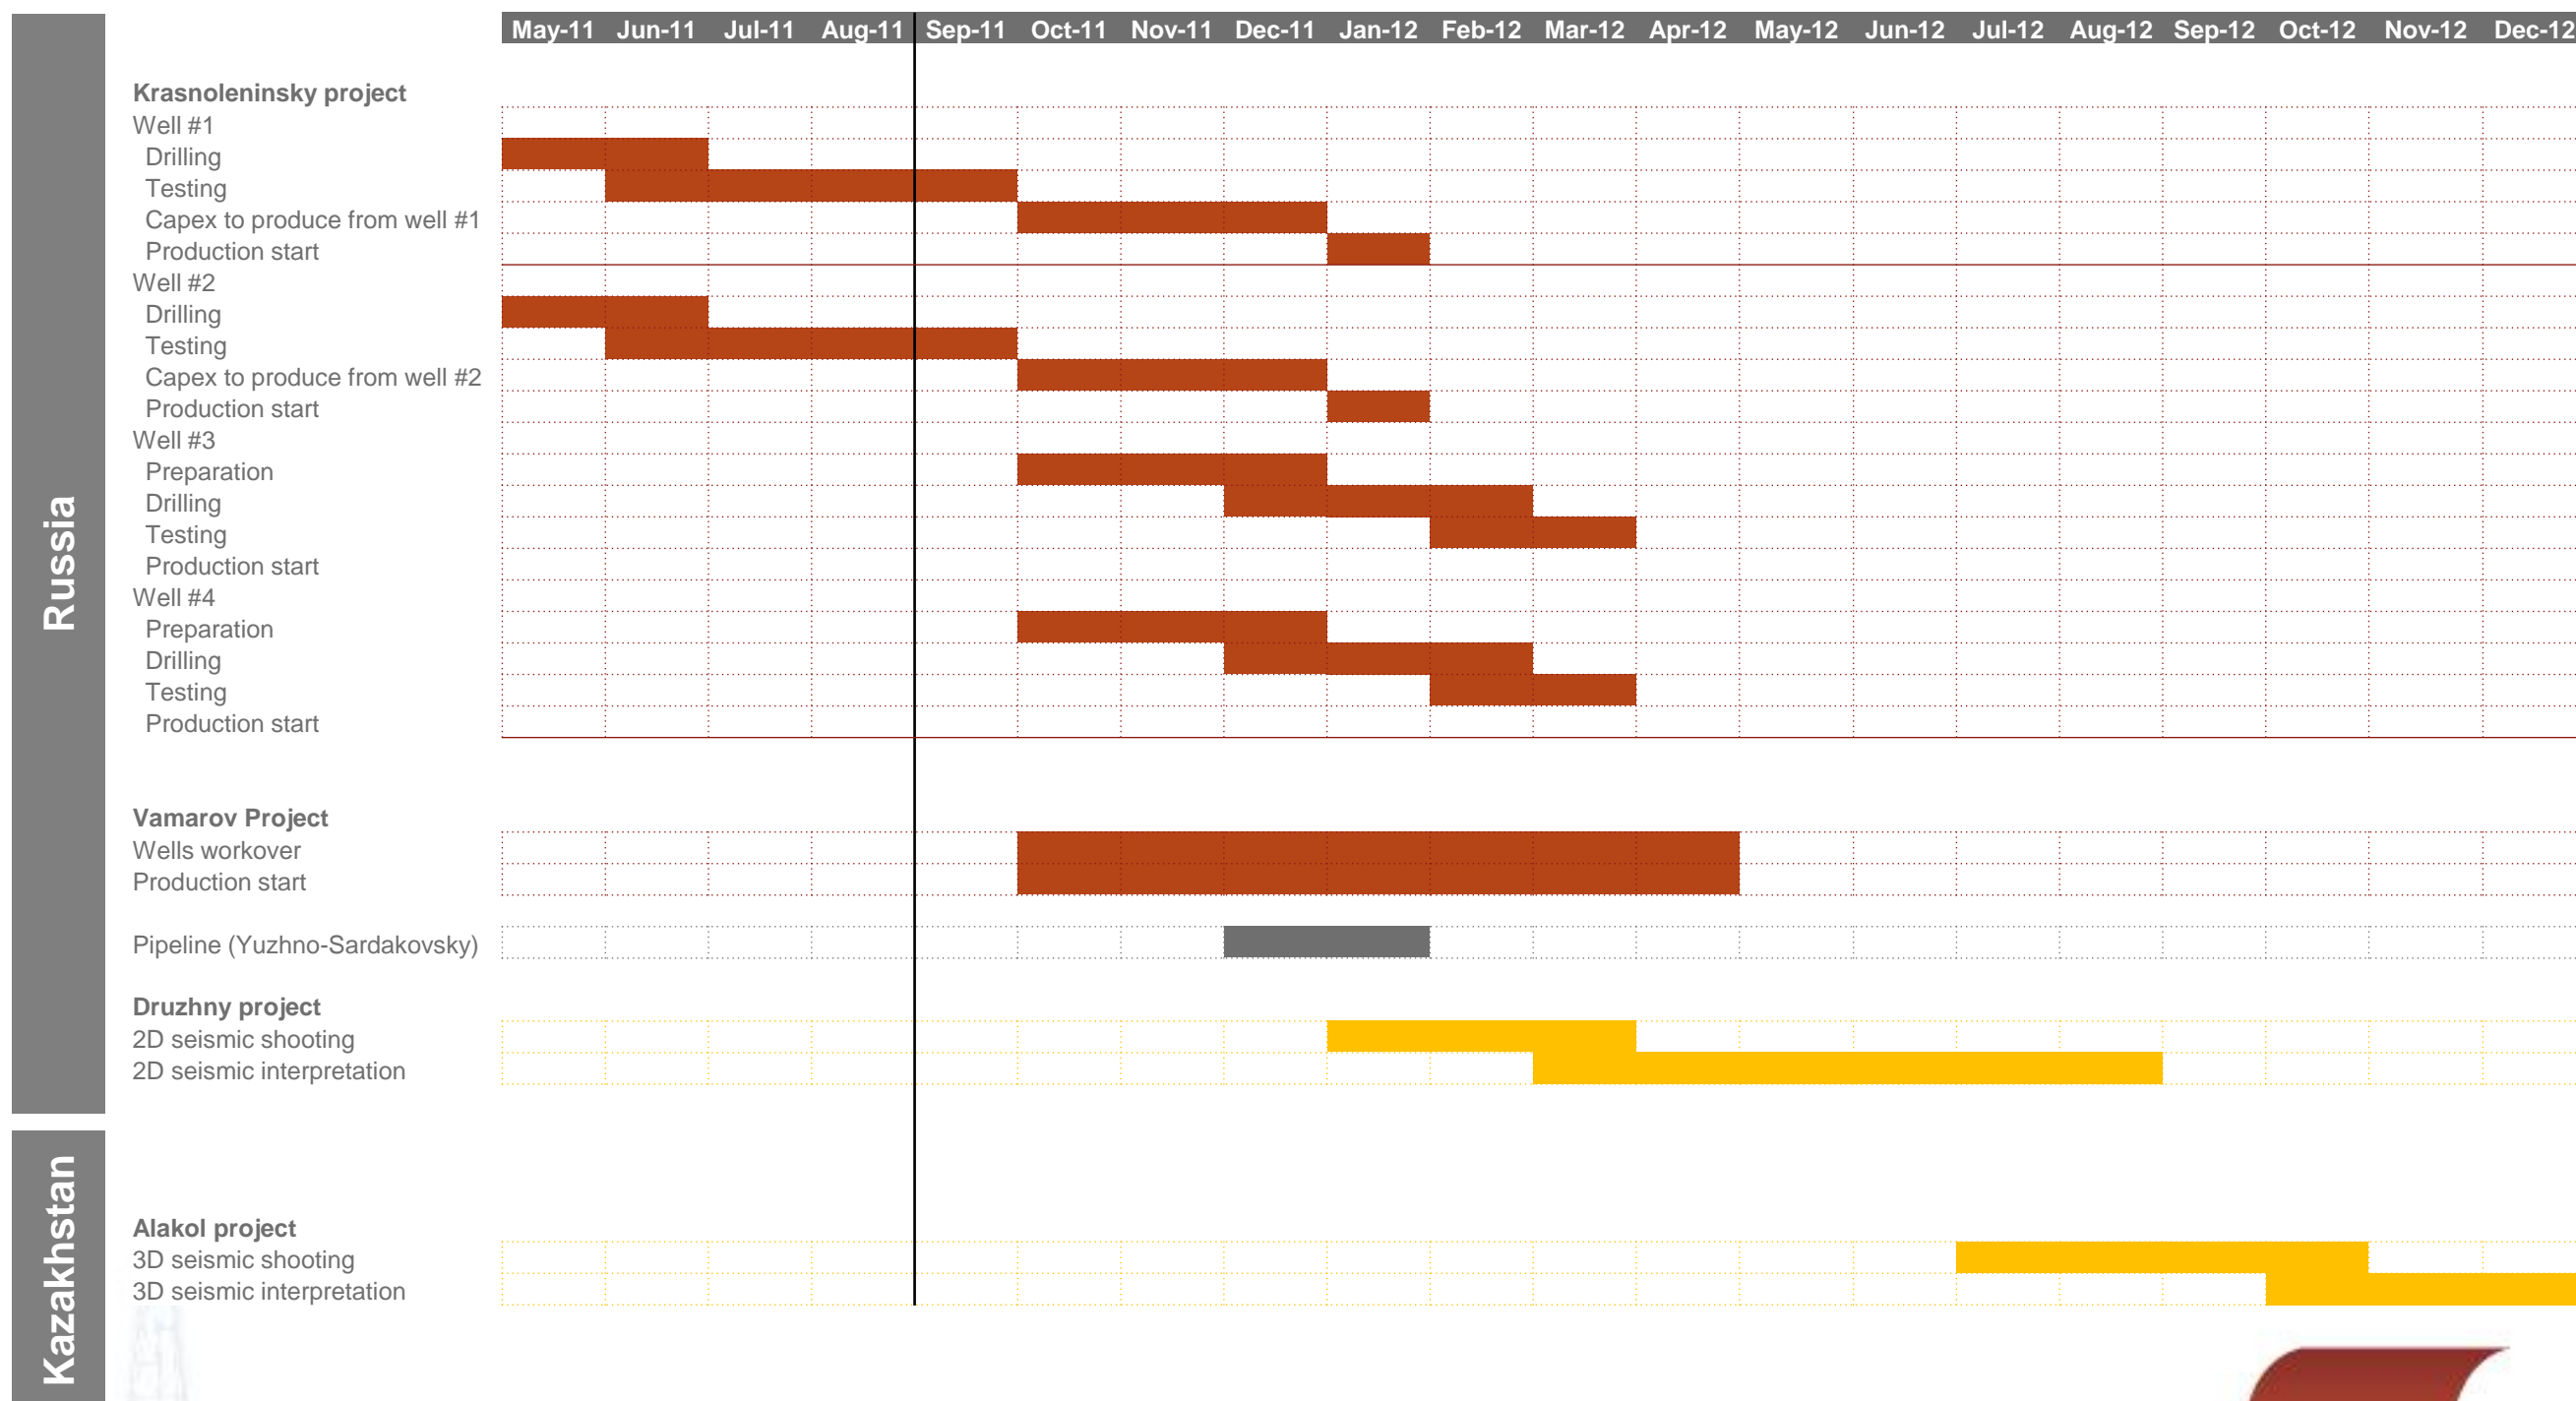 May-11 Jun-11 Jul-11 Aug-11 Sep-11 Oct-11 Nov-11 Dec-11 Jan-12 Feb-12 Mar-12 Apr-12 May-12 Jun-12 Jul-12 Aug-12 Sep-12 Oct-12 Nov-12 Dec-12
Russia
Krasnoleninsky project
Well #1
Drilling
Testing
Capex to produce from well #1
Production start
Well #2
Drilling
Testing
Capex to produce from well #2
Production start
Well #3
Preparation
Drilling
Testing
Production start
Well #4
Preparation
Drilling
Testing
Production start
Vamarov Project
Wells workover
Production start
Pipeline (Yuzhno-Sardakovsky)
Druzhny project
2D seismic shooting
2D seismic interpretation
Kazakhstan
Alakol project
3D seismic shooting
3D seismic interpretation